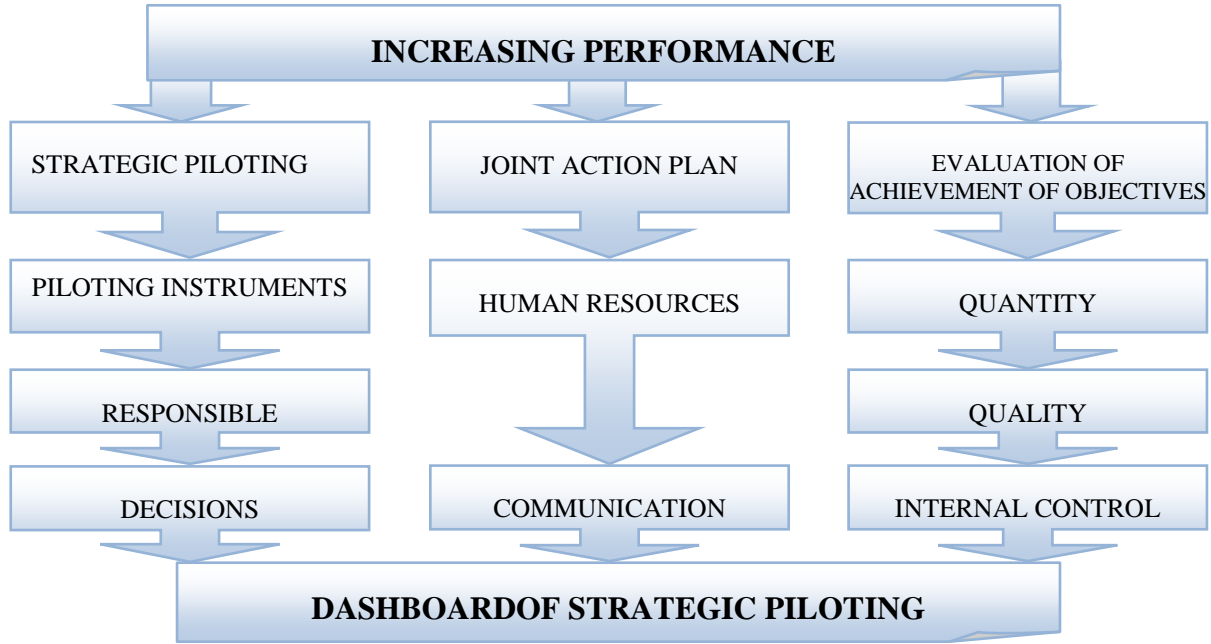 INCREASING PERFORMANCE
STRATEGIC PILOTING
JOINT ACTION PLAN
EVALUATION OF
ACHIEVEMENT OF OBJECTIVES
PILOTING INSTRUMENTS
HUMAN RESOURCES
QUANTITY
RESPONSIBLE
QUALITY
DECISIONS
COMMUNICATION
INTERNAL CONTROL
DASHBOARDOF STRATEGIC PILOTING